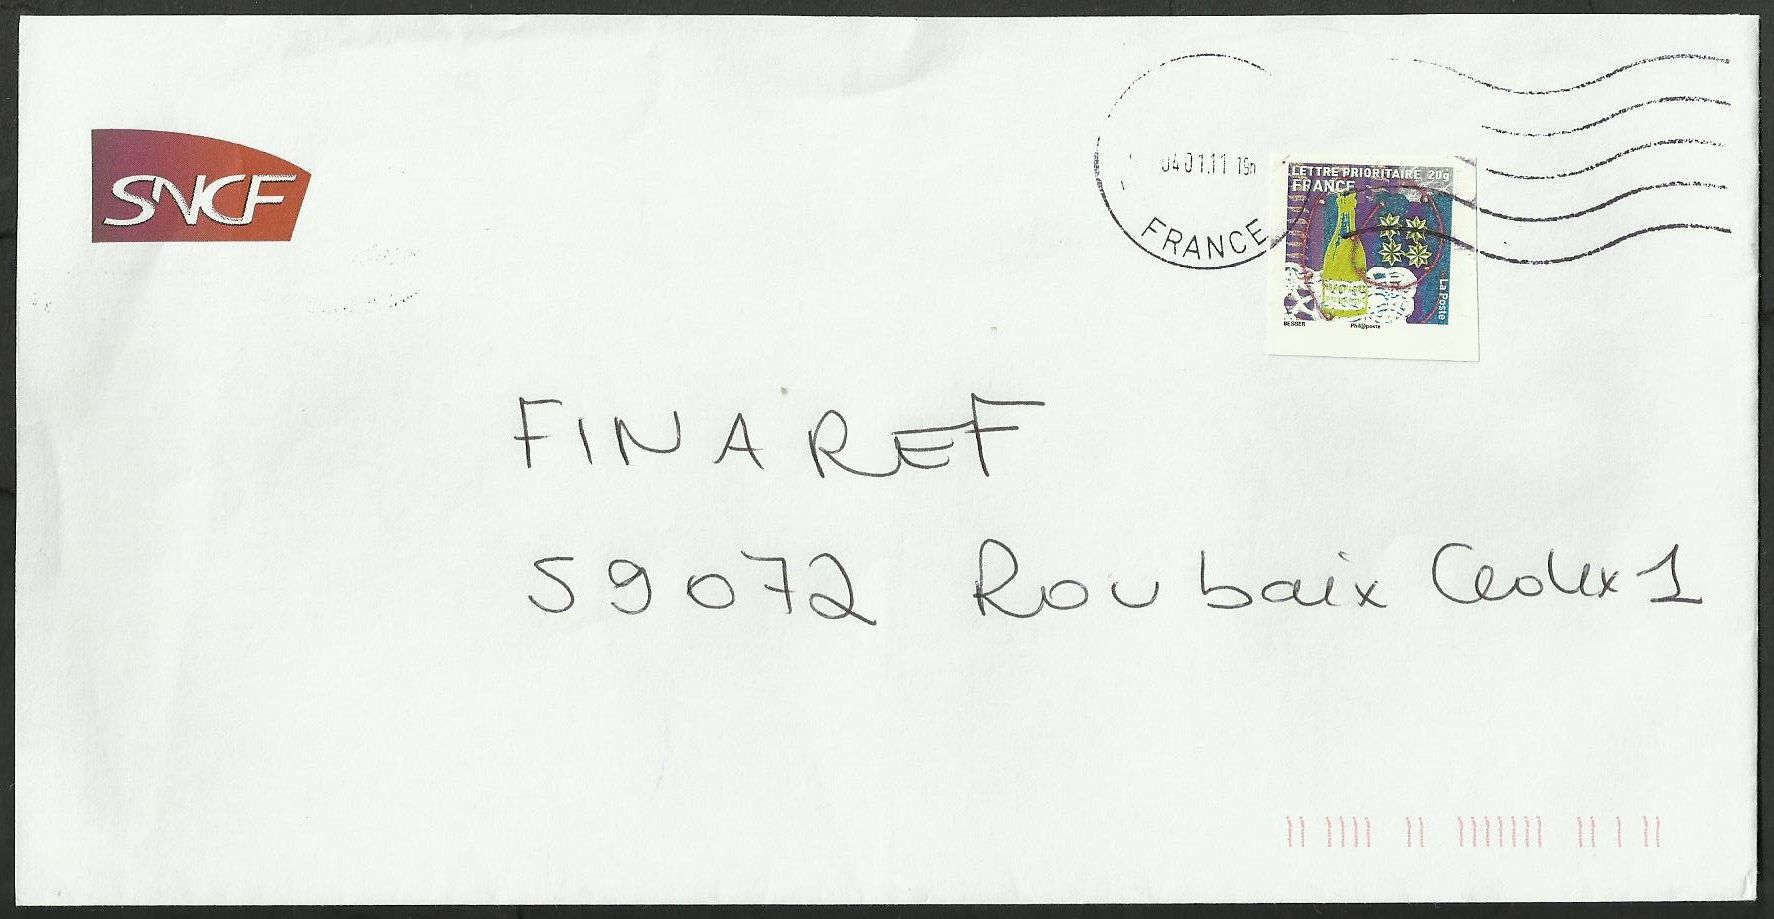 SNCF
04 01.11 19h
FRANCE
LETTRE PRIORITAIRE 20g
FRANCE
La Poste
BESSER
Phil@poste
FINAREF
59072 Roubaix Cedex 1